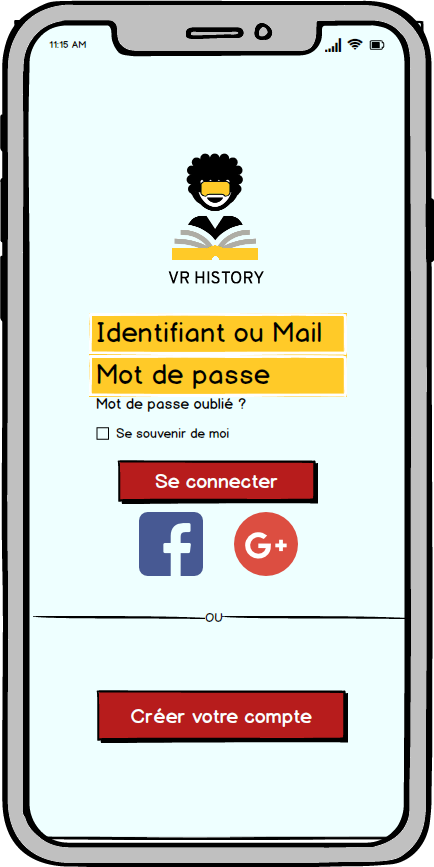 11:15 AM
VR HISTORY
Identifiant ou Mail
Mot de passe
Mot de passe oublié ?
Se souvenir de moi
Se connecter
f G+
OU
Créer votre compte